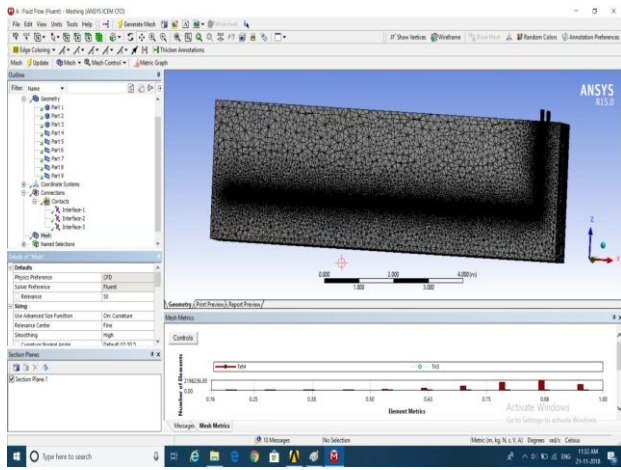 A : Fluid Flow (Fluent) - Meshing [ANSYS ICEM CFD]
File Edit View Units Tools Help Generate Mesh Worksheet
Show Vertices Wireframe Show Mesh Random Colors Annotation Preferences
Edge Coloring Thicken Annotations
Mesh Update Mesh Mesh Control Metric Graph
Outline
Filter: Name
Geometry
Part 1
Part 2
Part 3
Part 4
Part 5
Part 6
Part 7
Part 8
Part 9
Coordinate Systems
Connections
Contacts
Interface-1
Interface-2
Interface-3
Mesh
Named Selections
Details of "Mesh"
Defaults
Physics Preference CFD
Solver Preference Fluent
Relevance 50
Sizing
Use Advanced Size Function On: Curvature
Relevance Center Fine
Smoothing High
Section Planes
Section Plane 1
ANSYS
R15.0
Z
X
0.000 2.000 4.000 (m)
1.000 3.000
Geometry Print Preview Report Preview
Mesh Metrics
Controls
Tet4
Number of Elements
2196236.00
0.00
0.16 0.25 0.38 0.50 0.63 0.75 0.88 1.00
Element Metrics
Activate Windows
Go to Settings to activate Windows.
Messages Mesh Metrics
10 Messages No Selection Metric (m, kg, N, s, V, A) Degrees rad/s Celsius
Type here to search
ENG
11:32 AM
21-11-2018